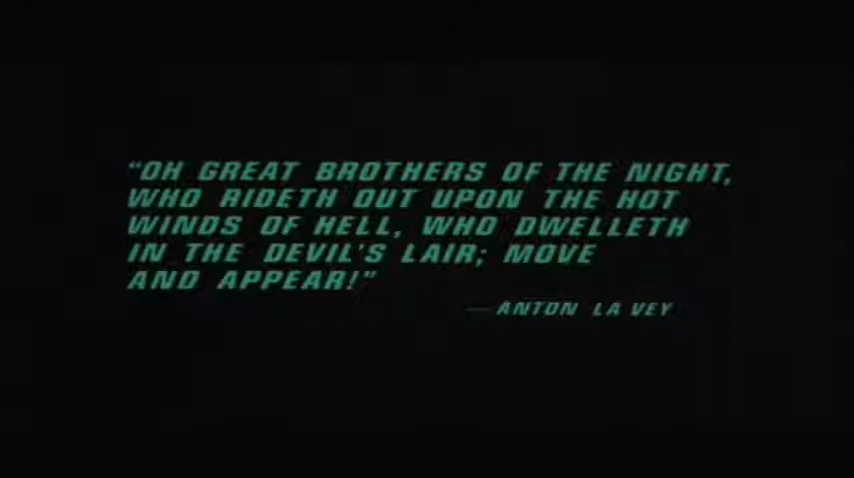 "OH GREAT BROTHERS OF THE NIGHT,
WHO RIDETH OUT UPON THE HOT
WINDS OF HELL, WHO DWELLETH
IN THE DEVIL'S LAIR; MOVE
AND APPEAR!"
— ANTON LA VEY